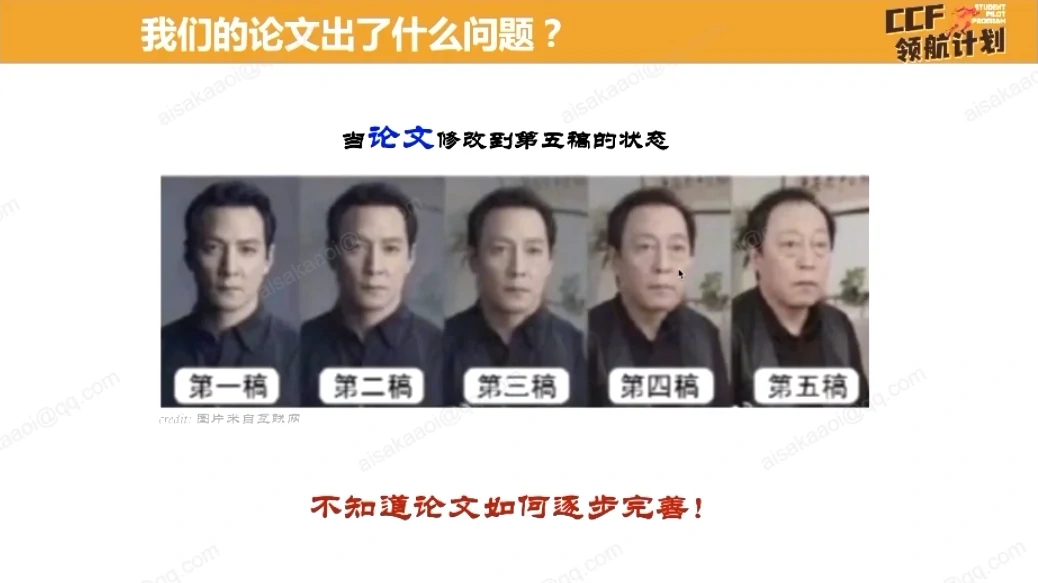 我们的论文出了什么问题？
CCF
STUDENT
PILOT
PROGRAM
领航计划
当论文修改到第五稿的状态
第一稿 第二稿 第三稿 第四稿 第五稿
credit: 图片来自互联网
不知道论文如何逐步完善！
aisakaaoi@qq.com